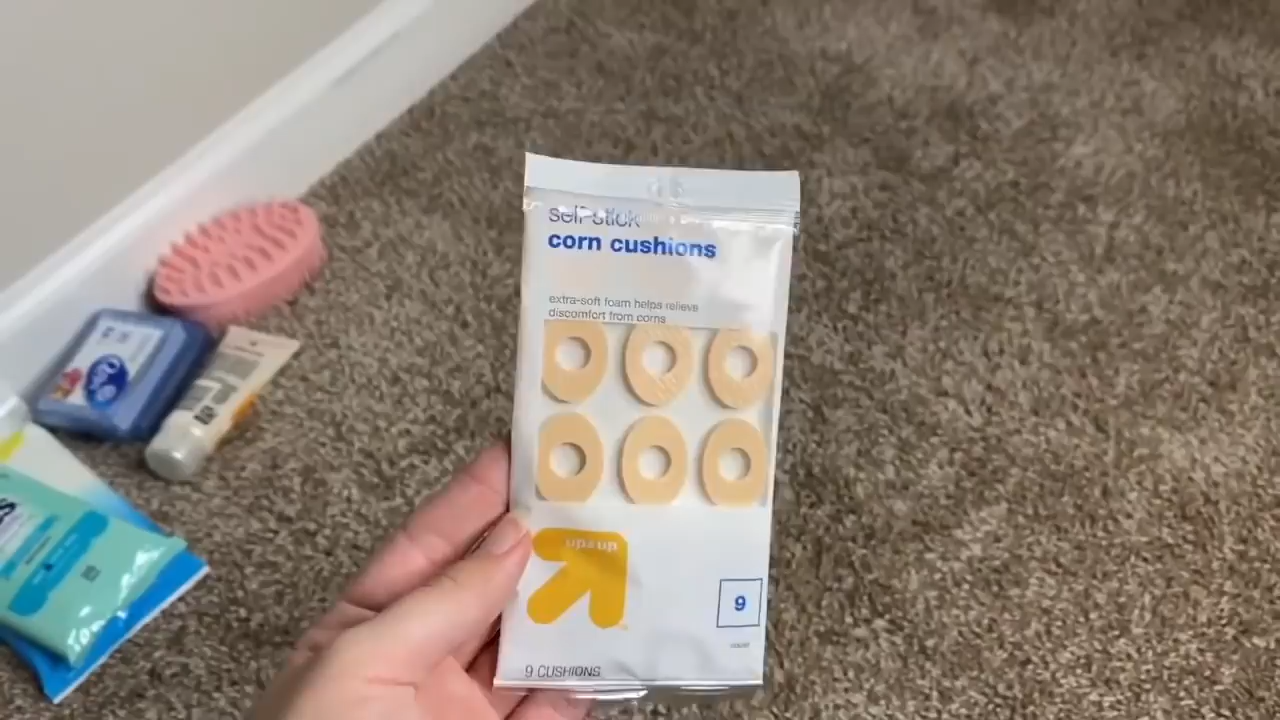 self-stick
corn cushions
extra-soft foam helps relieve
discomfort from corns
up&up
9
9 CUSHIONS